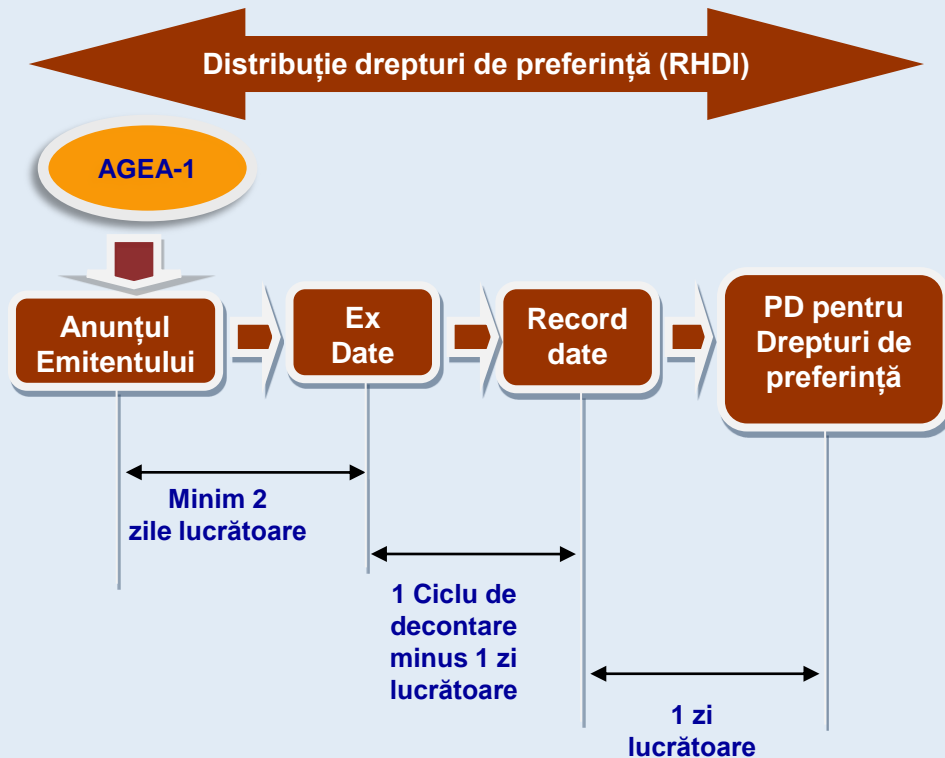 Distribuție drepturi de preferință (RHDI)
AGEA-1
Anunțul
Emitentului
Ex
Date
Record
date
PD pentru
Drepturi de
preferință
Minim 2
zile lucrătoare
1 Ciclu de
decontare
minus 1 zi
lucrătoare
1 zi
lucrătoare